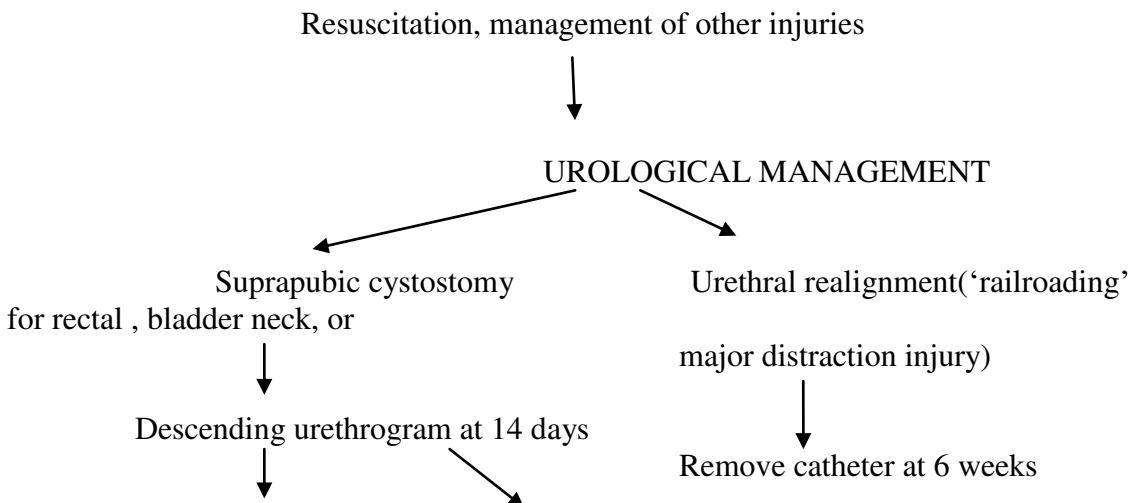 Resuscitation, management of other injuries
UROLOGICAL MANAGEMENT
Suprapubic cystostomy Urethral realignment(‘railroading’
for rectal , bladder neck, or
major distraction injury)
Descending urethrogram at 14 days
Remove catheter at 6 weeks